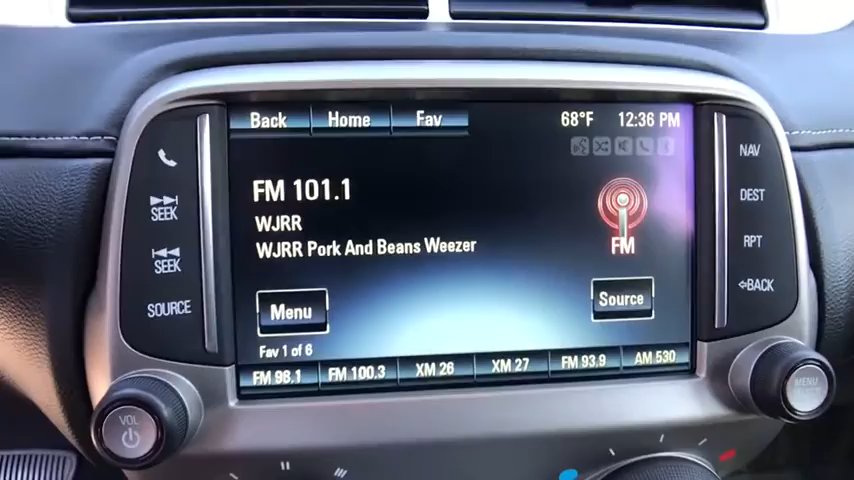 Back Home Fav 68°F 12:36 PM
FM 101.1
WJRR
WJRR Pork And Beans Weezer
FM
Menu
Source
Fav 1 of 6
FM 98.1 FM 100.3 XM 26 XM 27 FM 93.9 AM 530
SEEK
SEEK
SOURCE
NAV
DEST
RPT
BACK
VOL
MENU